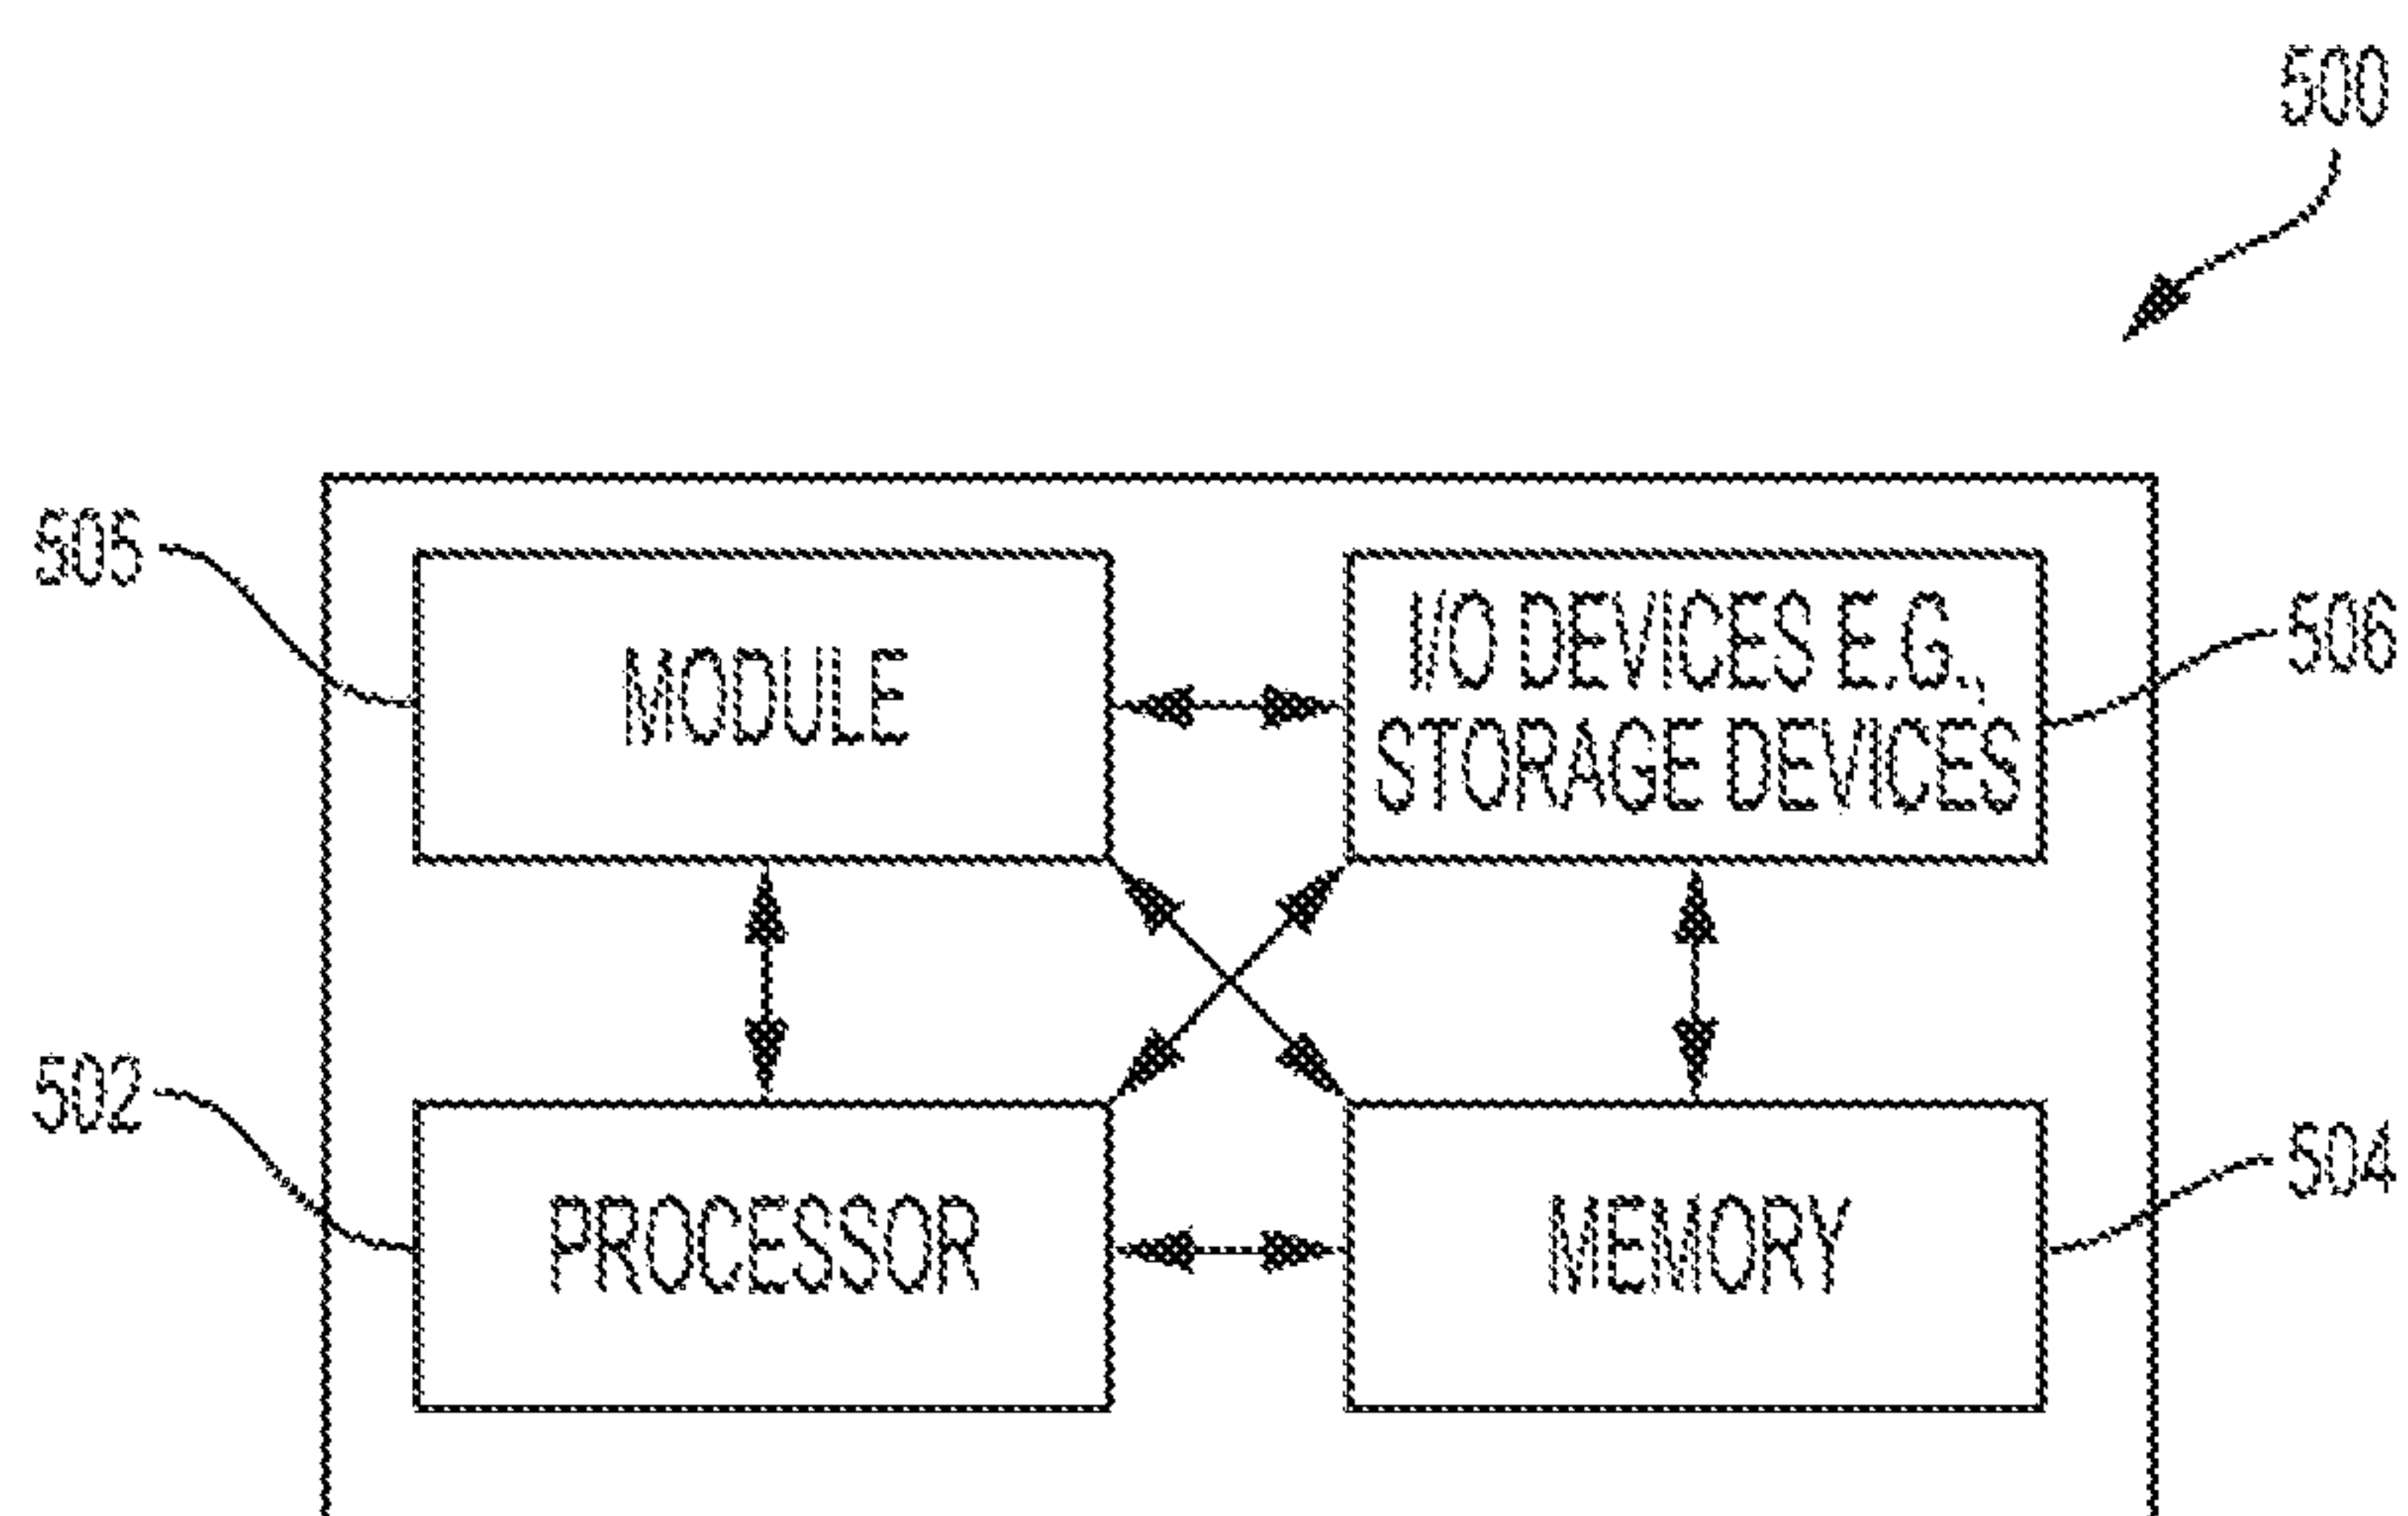 500
505
MODULE
I/O DEVICES E.G.,
STORAGE DEVICES
506
502
PROCESSOR
MEMORY
504